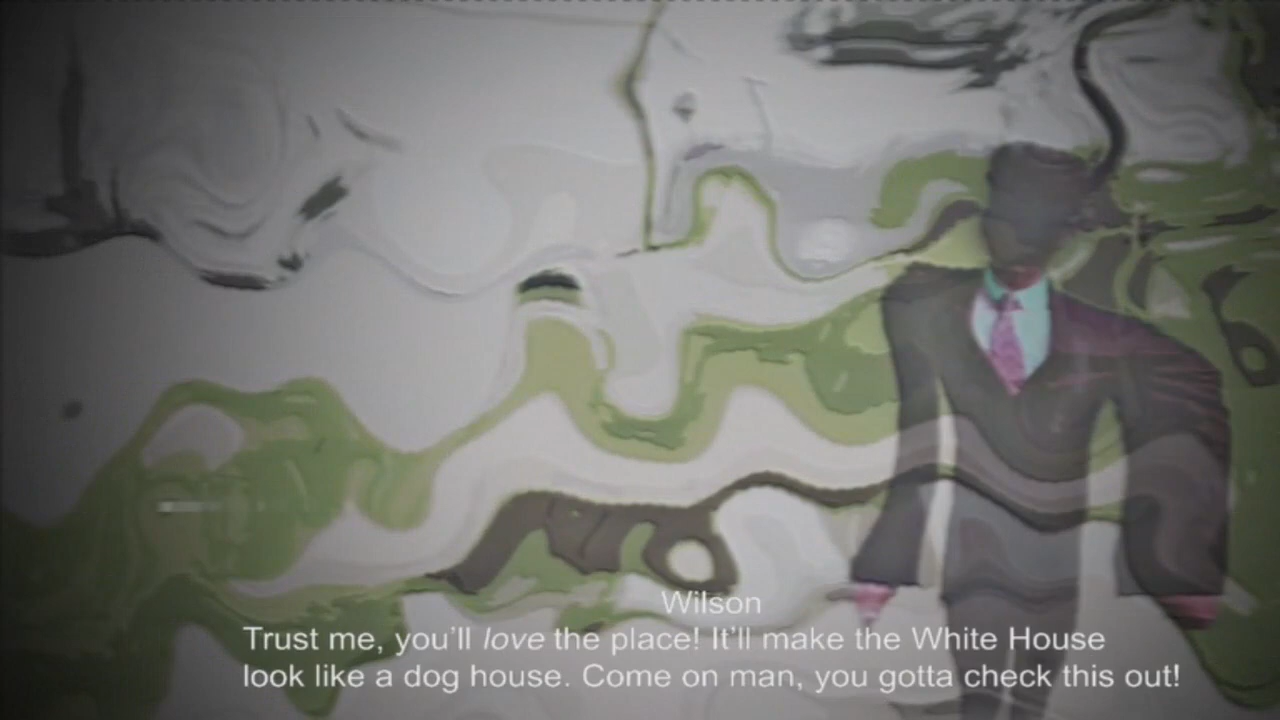 Wilson
Trust me, you'll love the place! It'll make the White House
look like a dog house. Come on man, you gotta check this out!